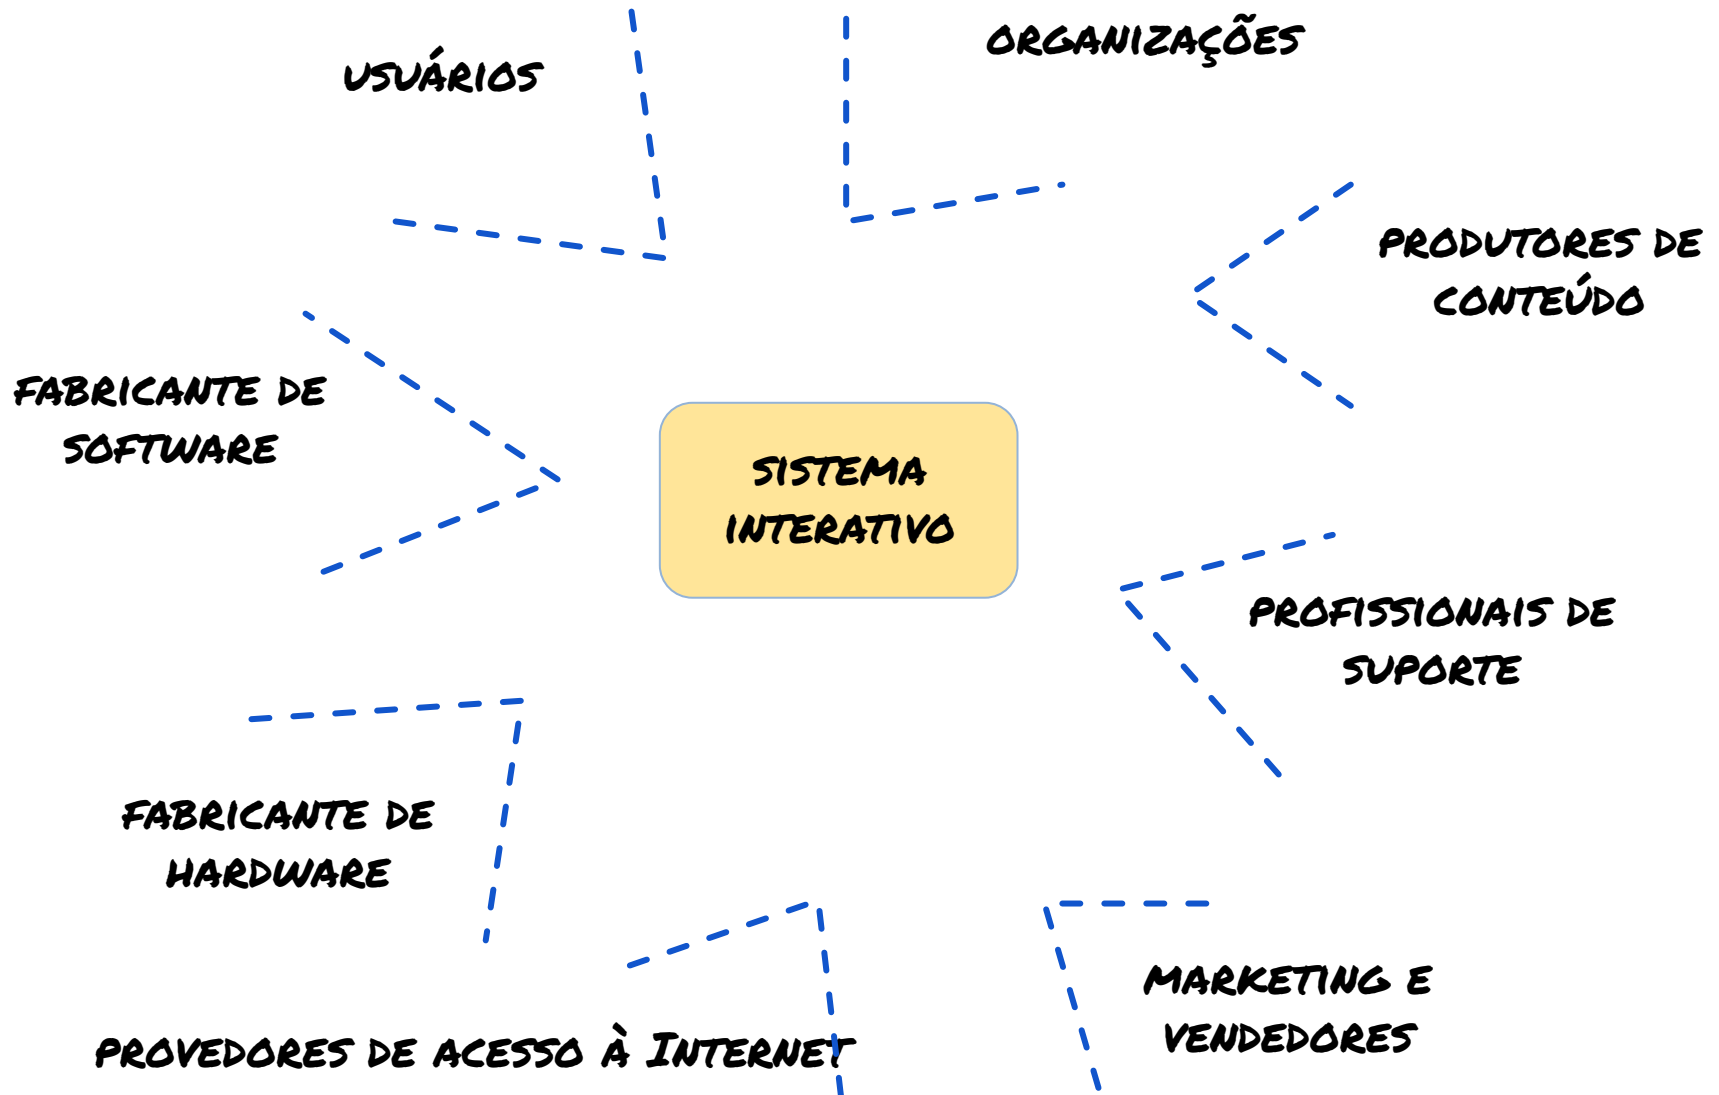 USUÁRIOS
ORGANIZAÇÕES
PRODUTORES DE
CONTEÚDO
FABRICANTE DE
SOFTWARE
SISTEMA
INTERATIVO
PROFISSIONAIS DE
SUPORTE
FABRICANTE DE
HARDWARE
MARKETING E
VENDEDORES
PROVEDORES DE ACESSO À INTERNET